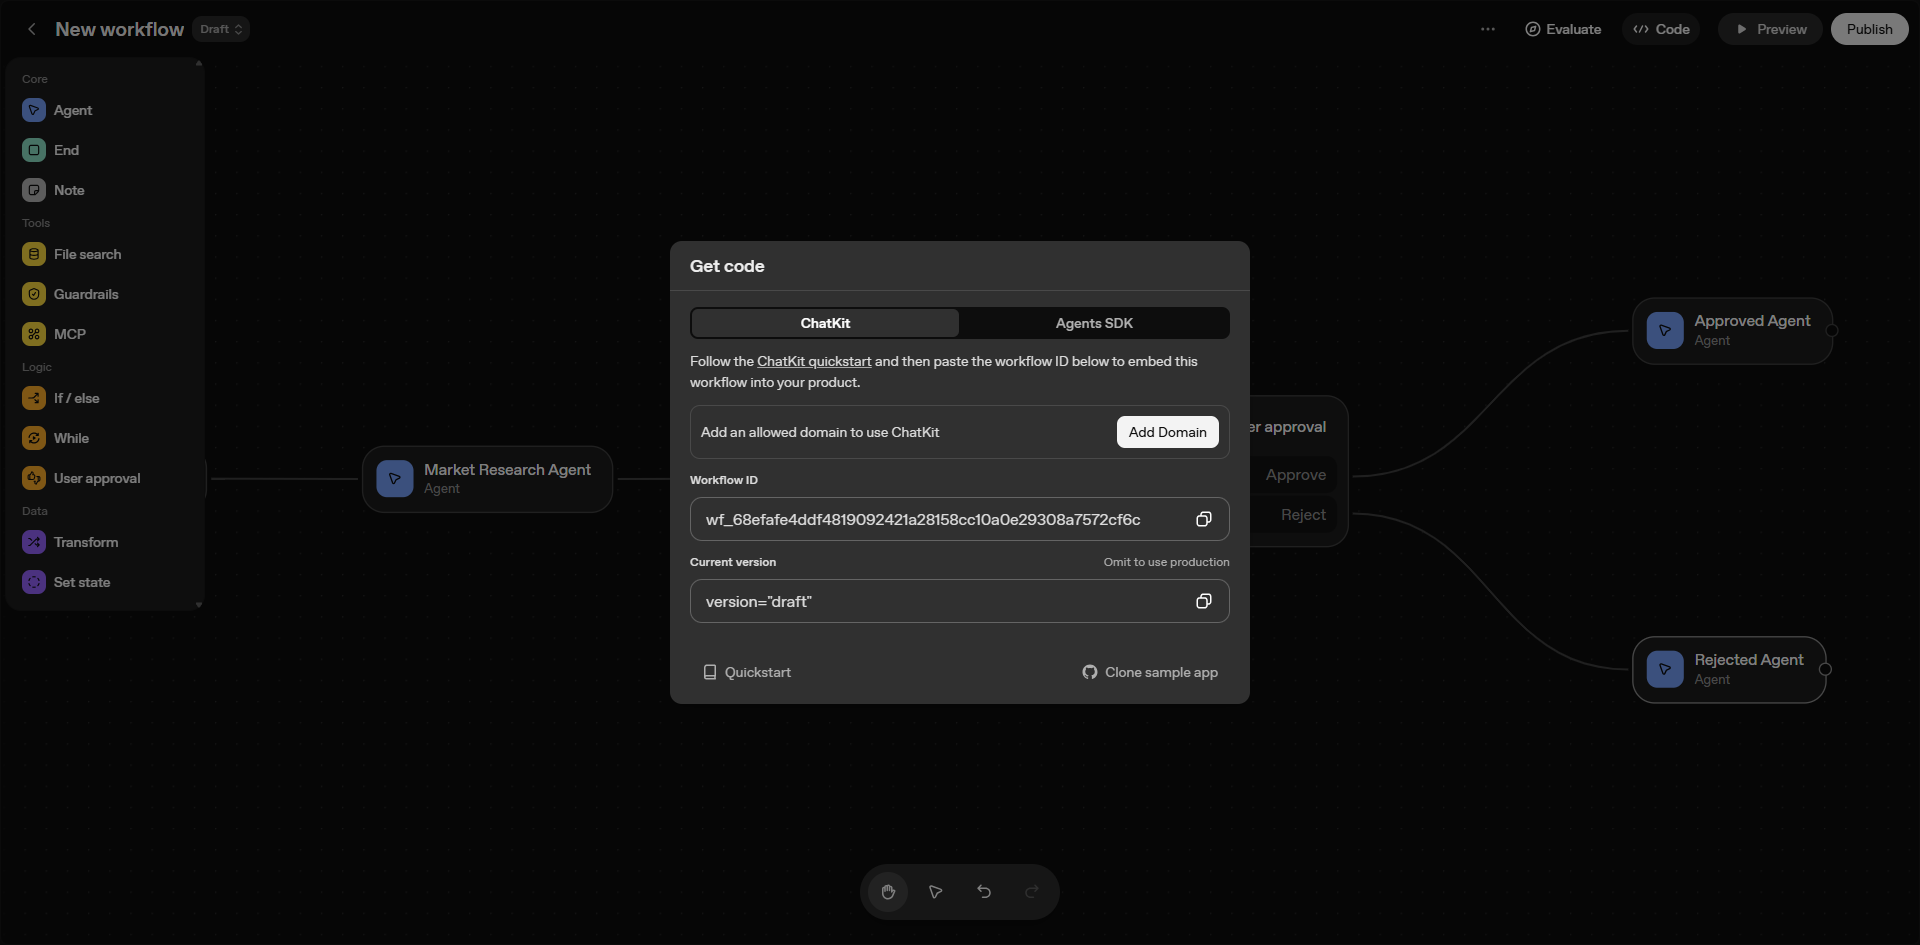 New workflow
Draft
Evaluate
Code
Preview
Publish
Core
Agent
End
Note
Tools
File search
Guardrails
MCP
Logic
If / else
While
User approval
Data
Transform
Set state
Market Research Agent
Agent
Get code
ChatKit
Agents SDK
Follow the ChatKit quickstart and then paste the workflow ID below to embed this
workflow into your product.
Add an allowed domain to use ChatKit
Add Domain
Workflow ID
wf_68efafe4ddf4819092421a28158cc10a0e29308a7572cf6c
Current version
Omit to use production
version="draft"
Quickstart
Clone sample app
er approval
Approve
Reject
Approved Agent
Agent
Rejected Agent
Agent